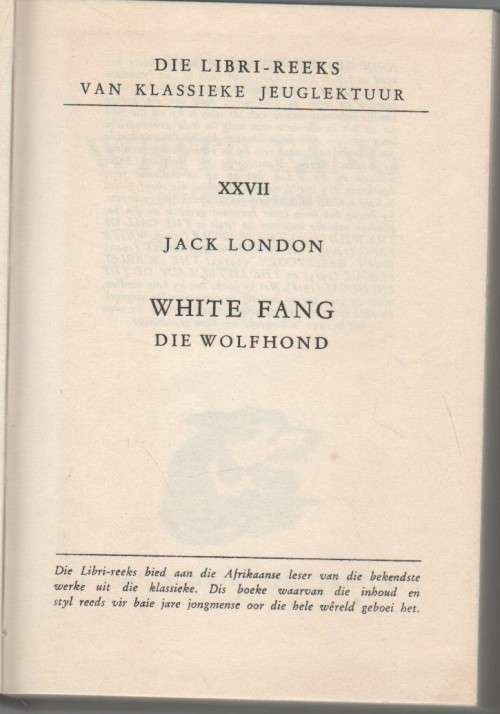 DIE LIBRI-REEKS
VAN KLASSIEKE JEUGLEKTUUR
XXVII
JACK LONDON
WHITE FANG
DIE WOLFHOND
Die Libri-reeks bied aan die Afrikaanse leser van die bekendste
werke uit die klassieke. Dis boeke waarvan die inhoud en
styl reeds vir baie jare jongmense oor die hele wêreld geboei het.